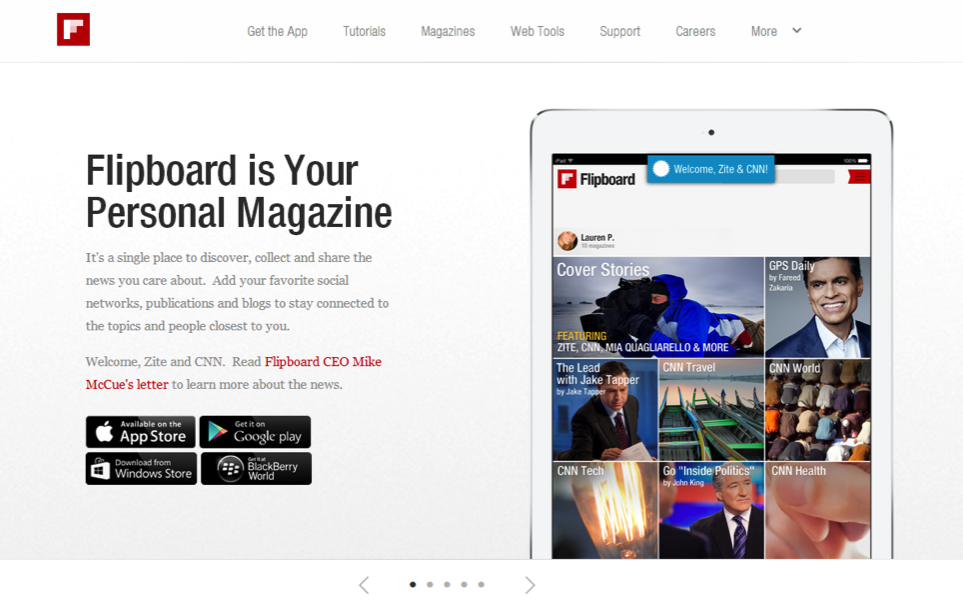 Get the App
Tutorials
Magazines
Web Tools
Support
Careers
More
Flipboard is Your
Personal Magazine
It's a single place to discover, collect and share the
news you care about.  Add your favorite social
networks, publications and blogs to stay connected to
the topics and people closest to you.
Welcome, Zite and CNN.  Read Flipboard CEO Mike
McCue's letter to learn more about the news.
Available on the
App Store
Get it on
Google play
Download from
Windows Store
Get it at
BlackBerry
World
iPad
100%
Welcome, Zite & CNN!
Flipboard
Lauren P.
10 magazines
Cover Stories
FEATURING
ZITE, CNN, MIA QUAGLIARELLO & MORE
GPS Daily
by Fareed
Zakaria
The Lead
with Jake Tapper
by Jake Tapper
CNN Travel
CNN World
CNN Tech
Go "Inside Politics"
by John King
CNN Health